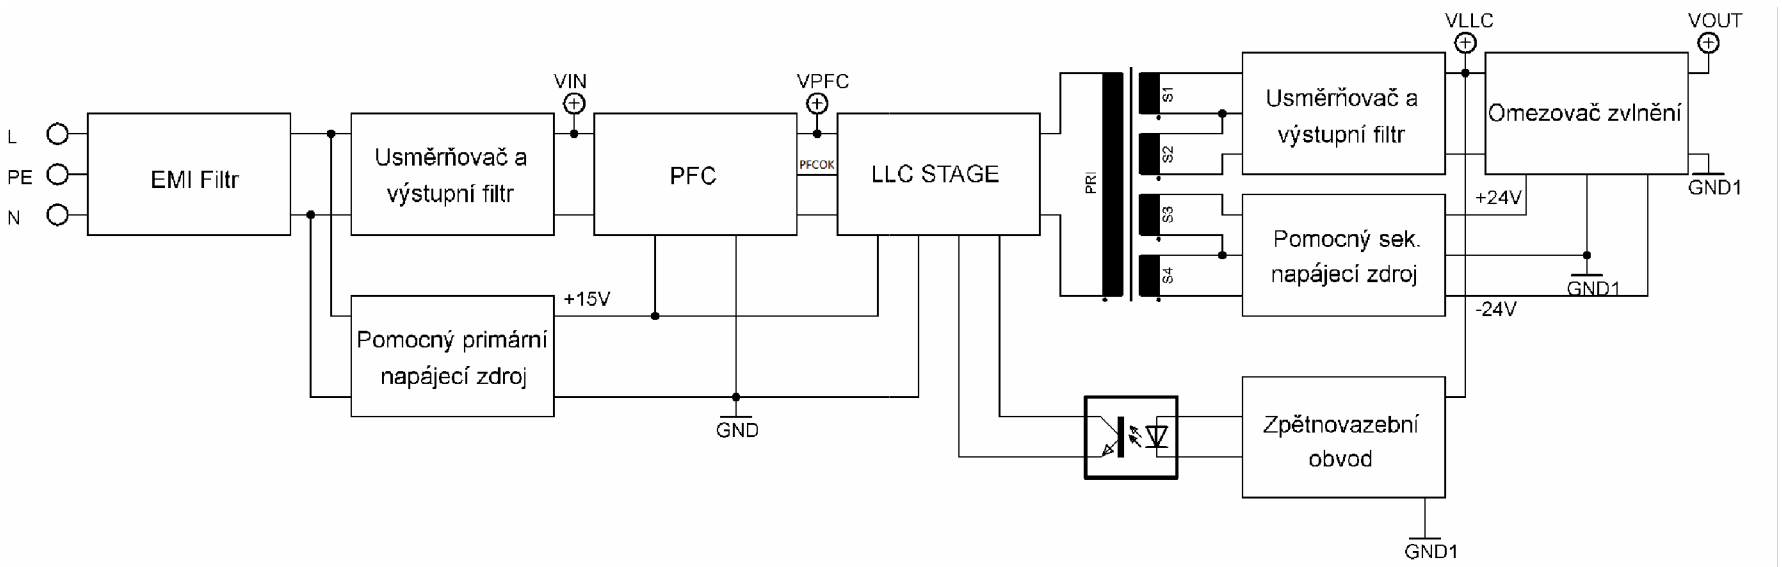 L
PE
N
EMI Filtr
Usměrňovač a
výstupní filtr
VIN
PFC
VPFC
PFCOK
LLC STAGE
Pomocný primární
napájecí zdroj
+15V
GND
PRI
S1
S2
S3
S4
Usměrňovač a
výstupní filtr
VLLC
Omezovač zvlnění
VOUT
GND1
Pomocný sek.
napájecí zdroj
+24V
GND1
-24V
Zpětnovazební
obvod
GND1